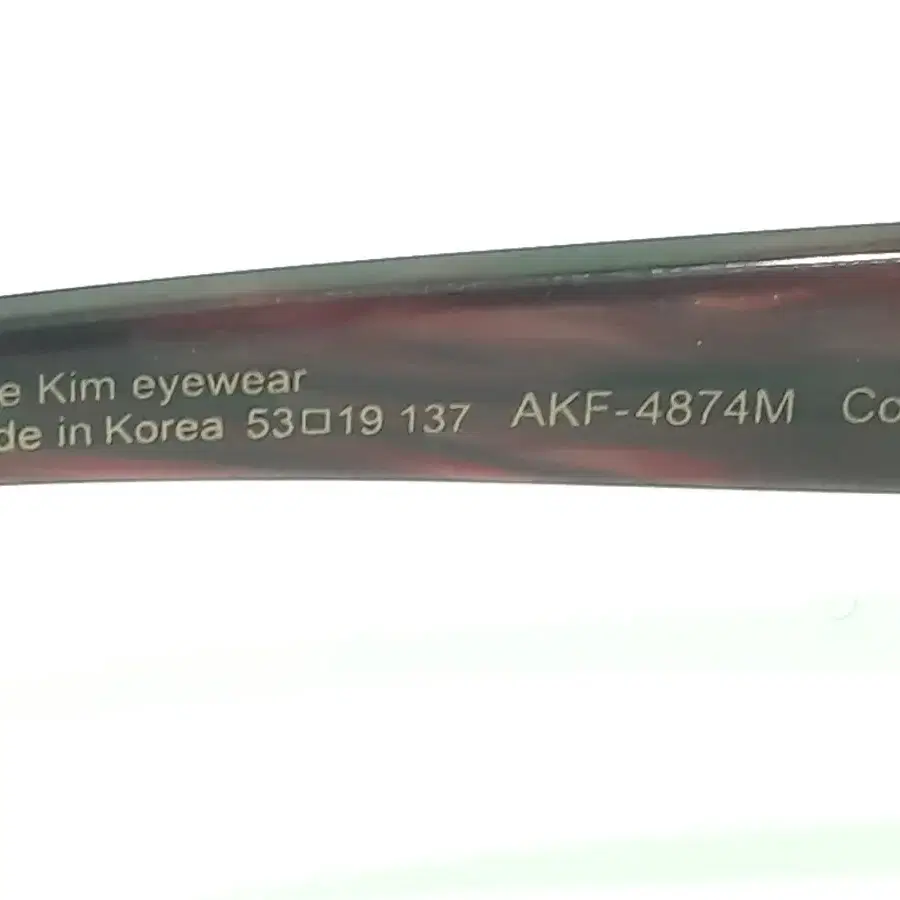 e Kim eyewear
de in Korea 53□19 137 AKF-4874M Co